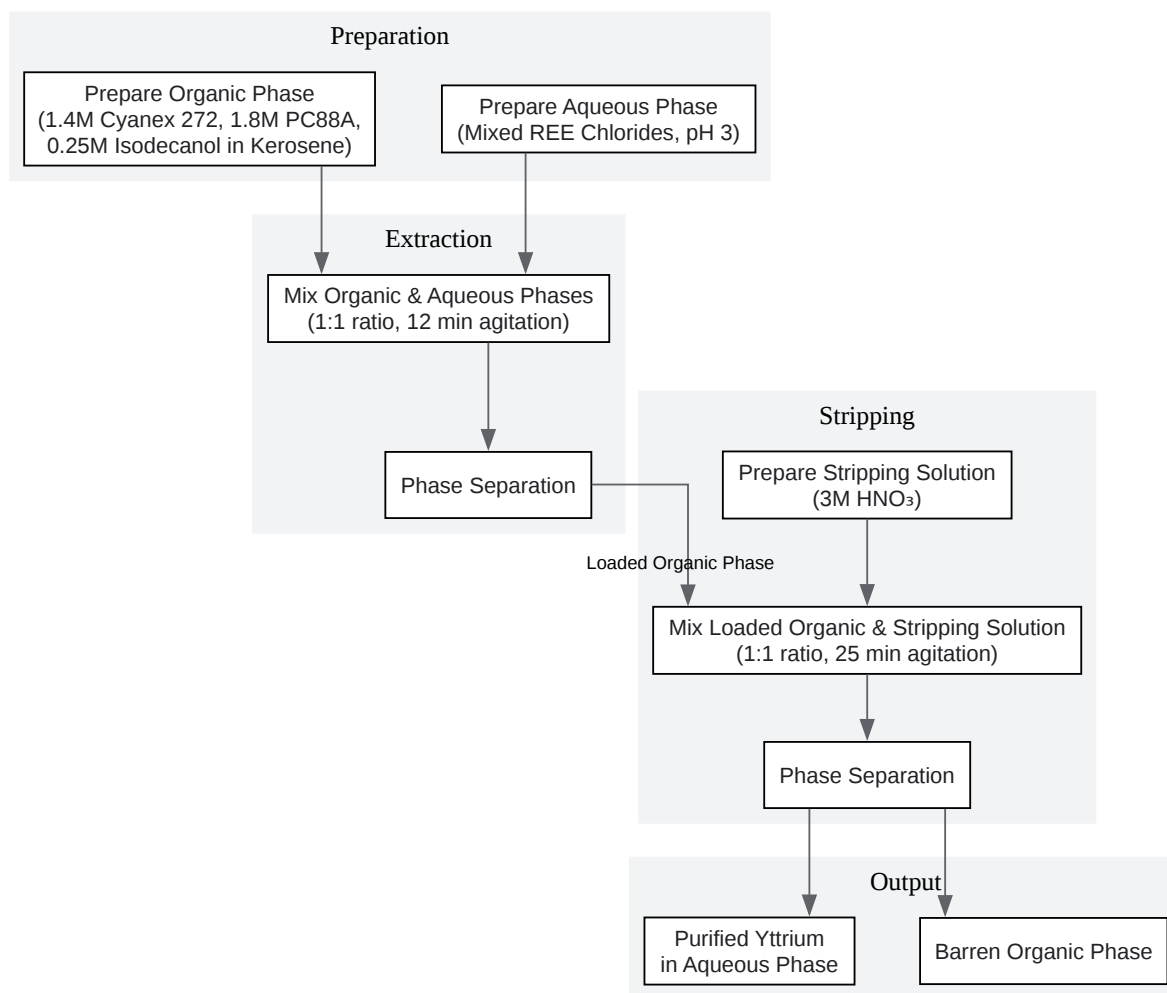 Preparation
Prepare Organic Phase
(1.4M Cyanex 272, 1.8M PC88A,
0.25M Isodecanol in Kerosene)
Prepare Aqueous Phase
(Mixed REE Chlorides, pH 3)
Extraction
Mix Organic & Aqueous Phases
(1:1 ratio, 12 min agitation)
Phase Separation
Loaded Organic Phase
Stripping
Prepare Stripping Solution
(3M HNO₃)
Mix Loaded Organic & Stripping Solution
(1:1 ratio, 25 min agitation)
Phase Separation
Output
Purified Yttrium
in Aqueous Phase
Barren Organic Phase